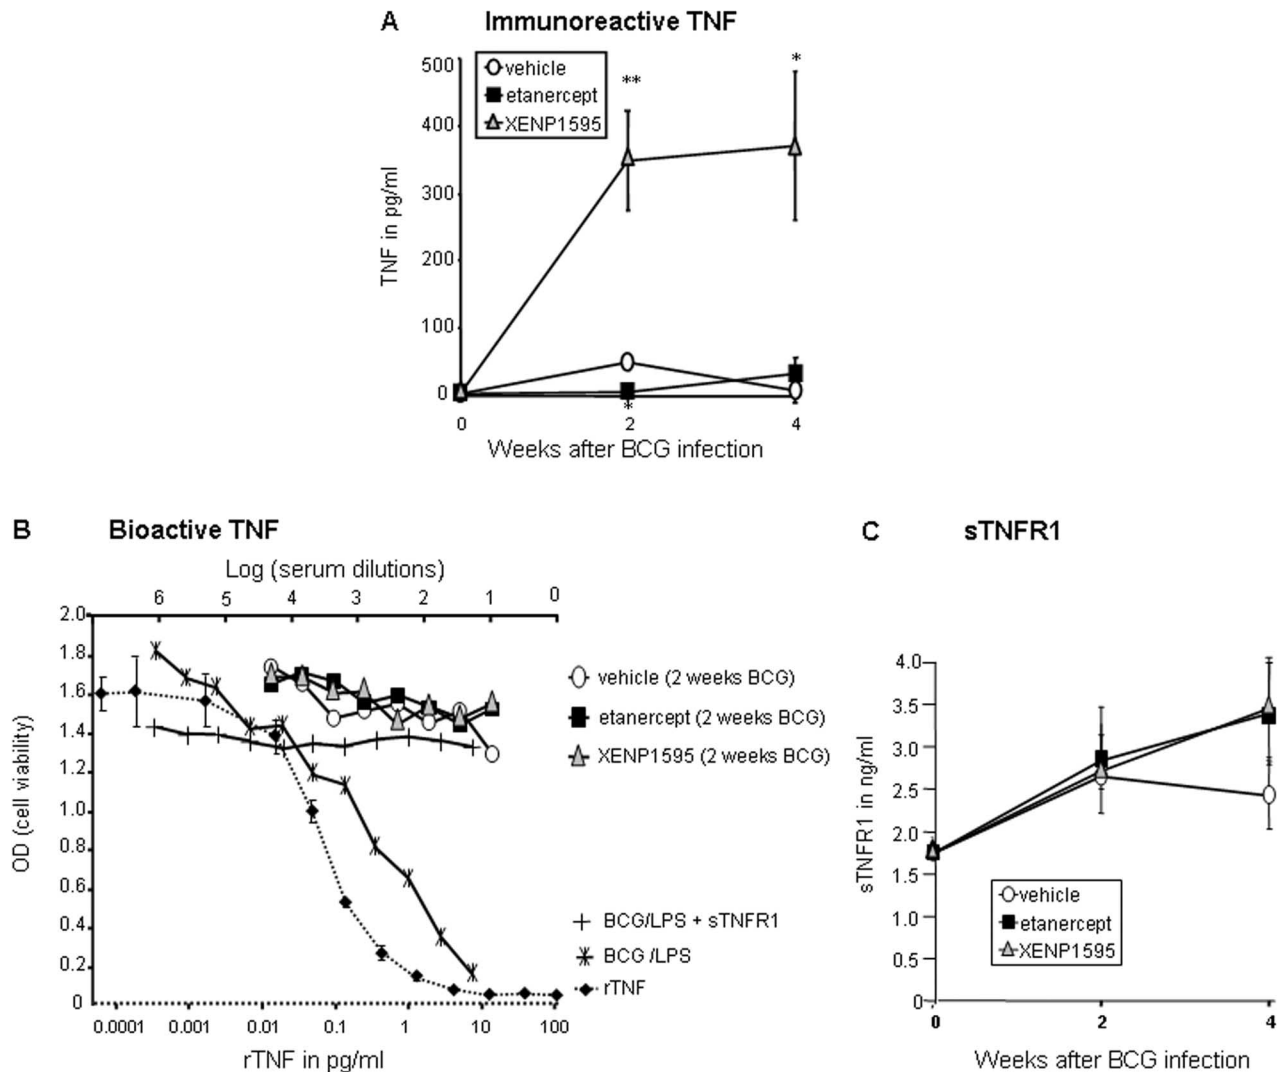 A Immunoreactive TNF
vehicle
etanercept
XENP1595
500
400
300
200
100
0
TNF in pg/ml
**
*
*
0 2 4
Weeks after BCG infection
B Bioactive TNF
Log (serum dilutions)
6 5 4 3 2 1 0
2.0
1.8
1.6
1.4
1.2
1.0
0.8
0.6
0.4
0.2
0
OD (cell viability)
0.0001 0.001 0.01 0.1 1 10 100
rTNF in pg/ml
vehicle (2 weeks BCG)
etanercept (2 weeks BCG)
XENP1595 (2 weeks BCG)
BCG/LPS + sTNFR1
BCG /LPS
rTNF
C sTNFR1
4.0
3.5
3.0
2.5
2.0
1.5
1.0
0.5
0
sTNFR1 in ng/ml
vehicle
etanercept
XENP1595
0 2 4
Weeks after BCG infection